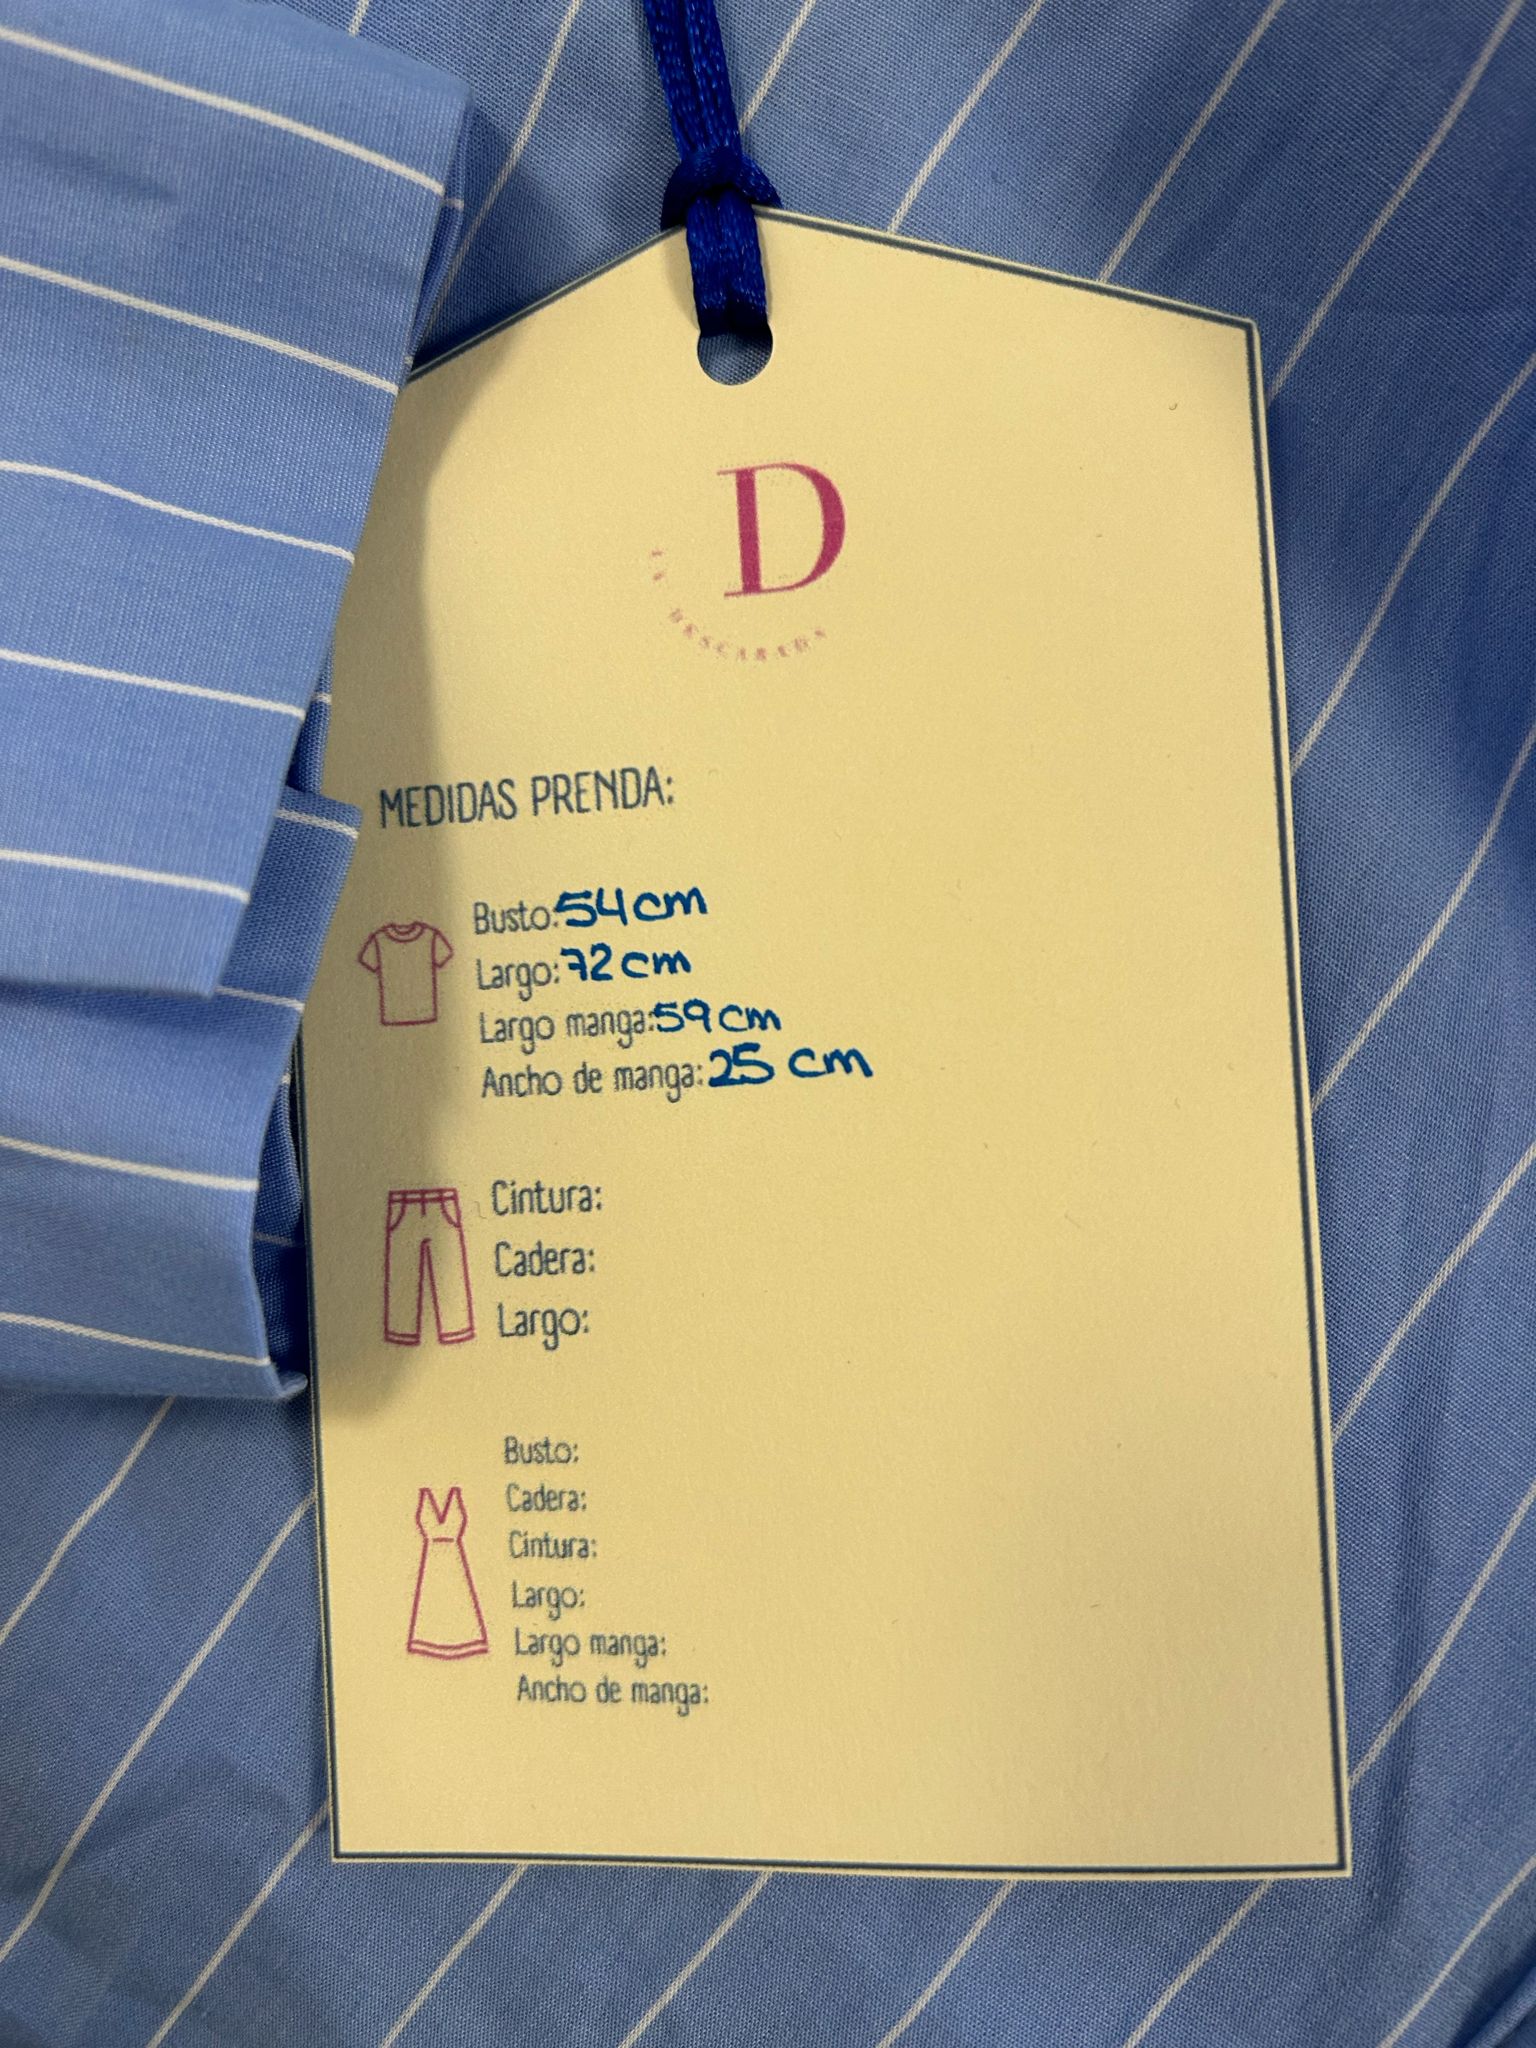 D
DESCARADA
MEDIDAS PRENDA:
Busto: 54 cm
Largo: 72 cm
Largo manga: 59 cm
Ancho de manga: 25 cm
Cintura:
Cadera:
Largo:
Busto:
Cadera:
Cintura:
Largo:
Largo manga:
Ancho de manga: